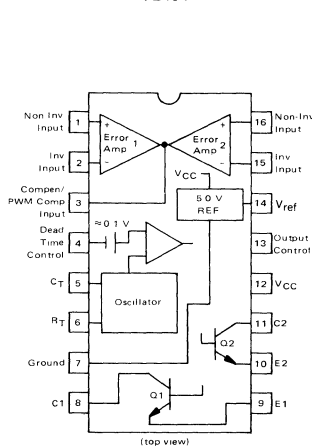 Non Inv
Input
1
+
Error
Amp 1
Inv
Input
2
−
Compen/
PWM Comp
Input
3
≈ 0 1 V
Dead
Time
Control
4
CT
5
Oscillator
RT
6
Ground
7
C1
8
Q1
+
Error
Amp 2
−
16
Non-Inv
Input
15
Inv
Input
VCC
5 0 V
REF
14
Vref
13
Output
Control
12
VCC
11
C2
Q2
10
E2
9
E1
(top view)